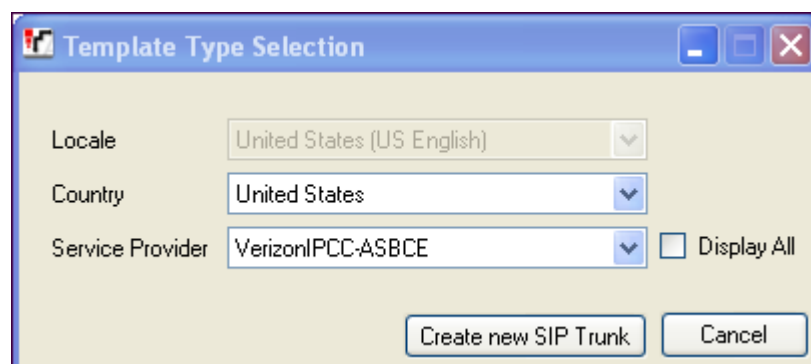 Template Type Selection
Locale United States (US English)
Country United States
Service Provider VerizonIPCC-ASBCE Display All
Create new SIP Trunk Cancel